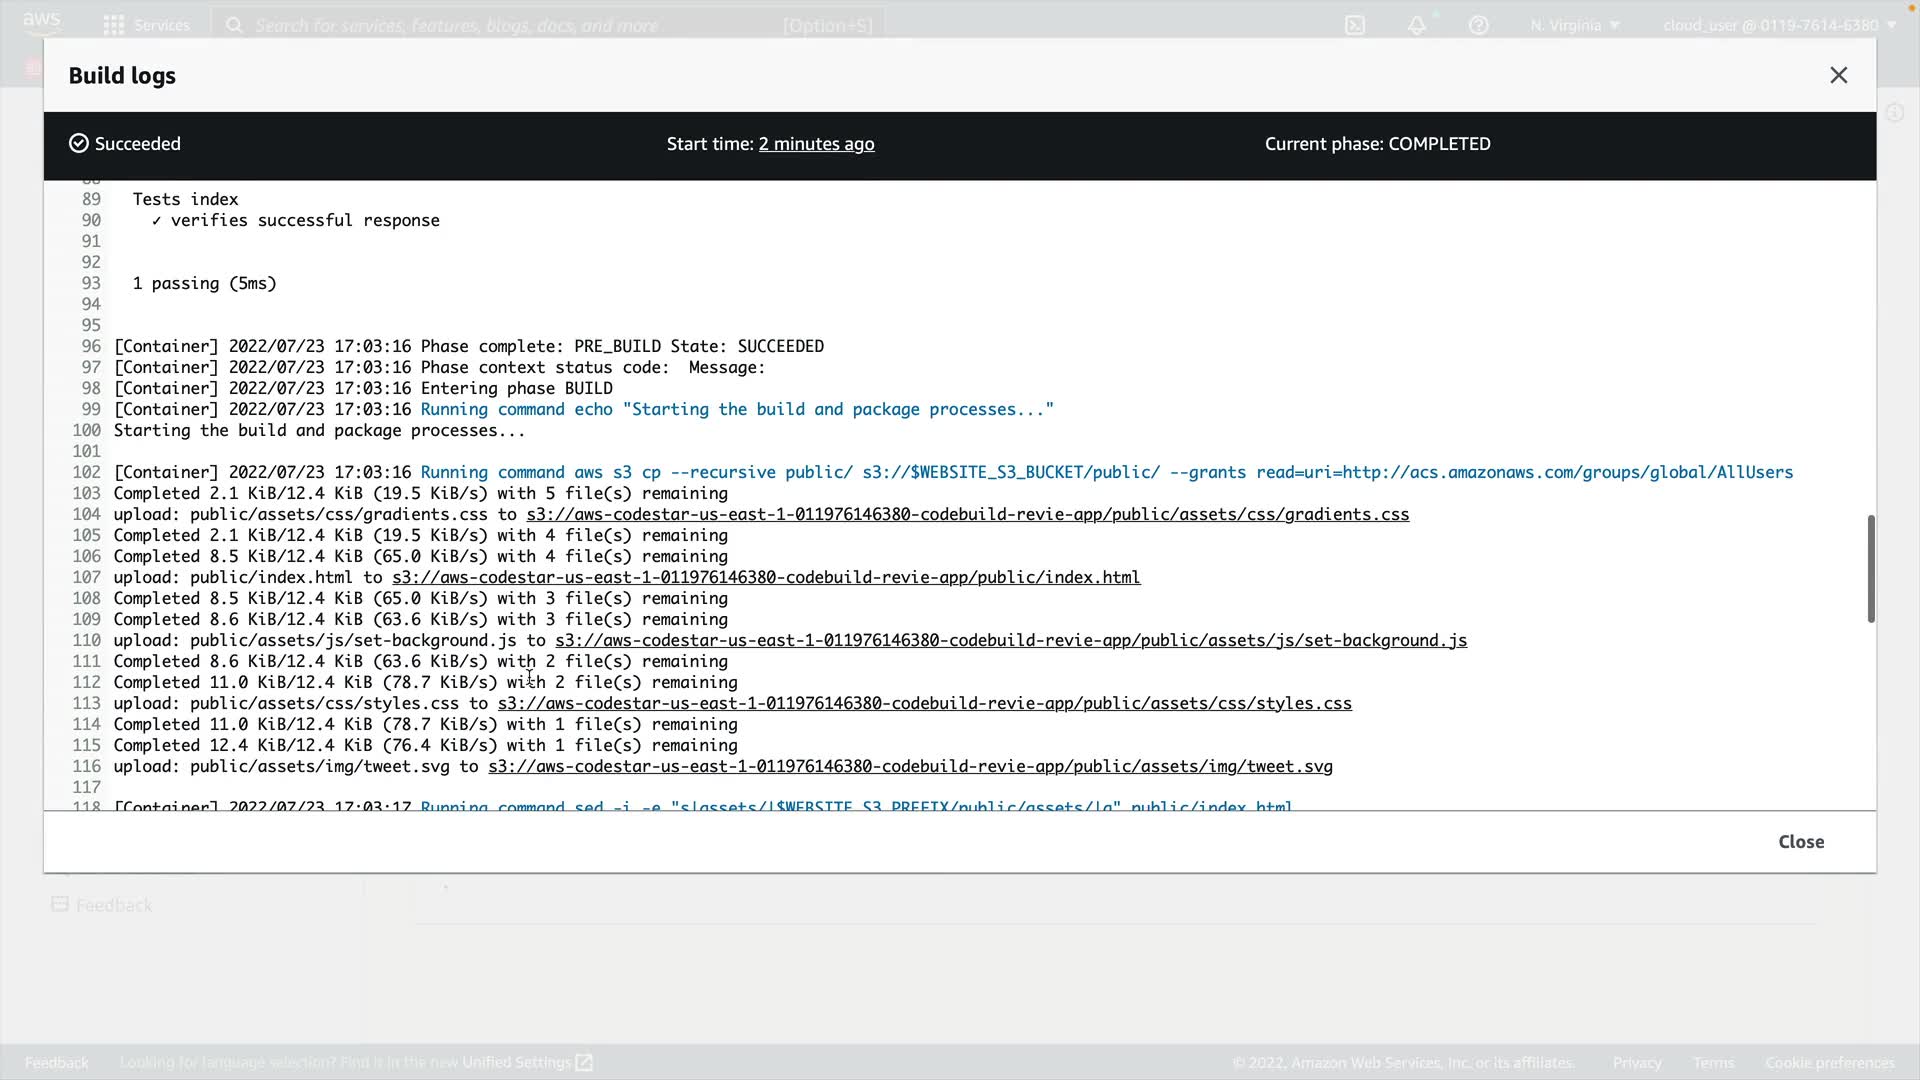 aws
Services
Search for services, features, blogs, docs, and more
[Option+S]
N. Virginia
cloud_user @ 0119-7614-6380
Build logs
Succeeded
Start time: 2 minutes ago
Current phase: COMPLETED
88
89 Tests index
90 ✓ verifies successful response
91
92
93 1 passing (5ms)
94
95
96 [Container] 2022/07/23 17:03:16 Phase complete: PRE_BUILD State: SUCCEEDED
97 [Container] 2022/07/23 17:03:16 Phase context status code:  Message:
98 [Container] 2022/07/23 17:03:16 Entering phase BUILD
99 [Container] 2022/07/23 17:03:16 Running command echo "Starting the build and package processes..."
100 Starting the build and package processes...
101
102 [Container] 2022/07/23 17:03:16 Running command aws s3 cp --recursive public/ s3://$WEBSITE_S3_BUCKET/public/ --grants read=uri=http://acs.amazonaws.com/groups/global/AllUsers
103 Completed 2.1 KiB/12.4 KiB (19.5 KiB/s) with 5 file(s) remaining
104 upload: public/assets/css/gradients.css to s3://aws-codestar-us-east-1-011976146380-codebuild-revie-app/public/assets/css/gradients.css
105 Completed 2.1 KiB/12.4 KiB (19.5 KiB/s) with 4 file(s) remaining
106 Completed 8.5 KiB/12.4 KiB (65.0 KiB/s) with 4 file(s) remaining
107 upload: public/index.html to s3://aws-codestar-us-east-1-011976146380-codebuild-revie-app/public/index.html
108 Completed 8.5 KiB/12.4 KiB (65.0 KiB/s) with 3 file(s) remaining
109 Completed 8.6 KiB/12.4 KiB (63.6 KiB/s) with 3 file(s) remaining
110 upload: public/assets/js/set-background.js to s3://aws-codestar-us-east-1-011976146380-codebuild-revie-app/public/assets/js/set-background.js
111 Completed 8.6 KiB/12.4 KiB (63.6 KiB/s) with 2 file(s) remaining
112 Completed 11.0 KiB/12.4 KiB (78.7 KiB/s) with 2 file(s) remaining
113 upload: public/assets/css/styles.css to s3://aws-codestar-us-east-1-011976146380-codebuild-revie-app/public/assets/css/styles.css
114 Completed 11.0 KiB/12.4 KiB (78.7 KiB/s) with 1 file(s) remaining
115 Completed 12.4 KiB/12.4 KiB (76.4 KiB/s) with 1 file(s) remaining
116 upload: public/assets/img/tweet.svg to s3://aws-codestar-us-east-1-011976146380-codebuild-revie-app/public/assets/img/tweet.svg
117
118 [Container] 2022/07/23 17:03:17 Running command sed -i -e "s|assets/|$WEBSITE_S3_PREFIX/public/assets/|g" public/index.html
Close
Feedback
Feedback
Looking for language selection? Find it in the new Unified Settings
© 2022, Amazon Web Services, Inc. or its affiliates.
Privacy
Terms
Cookie preferences